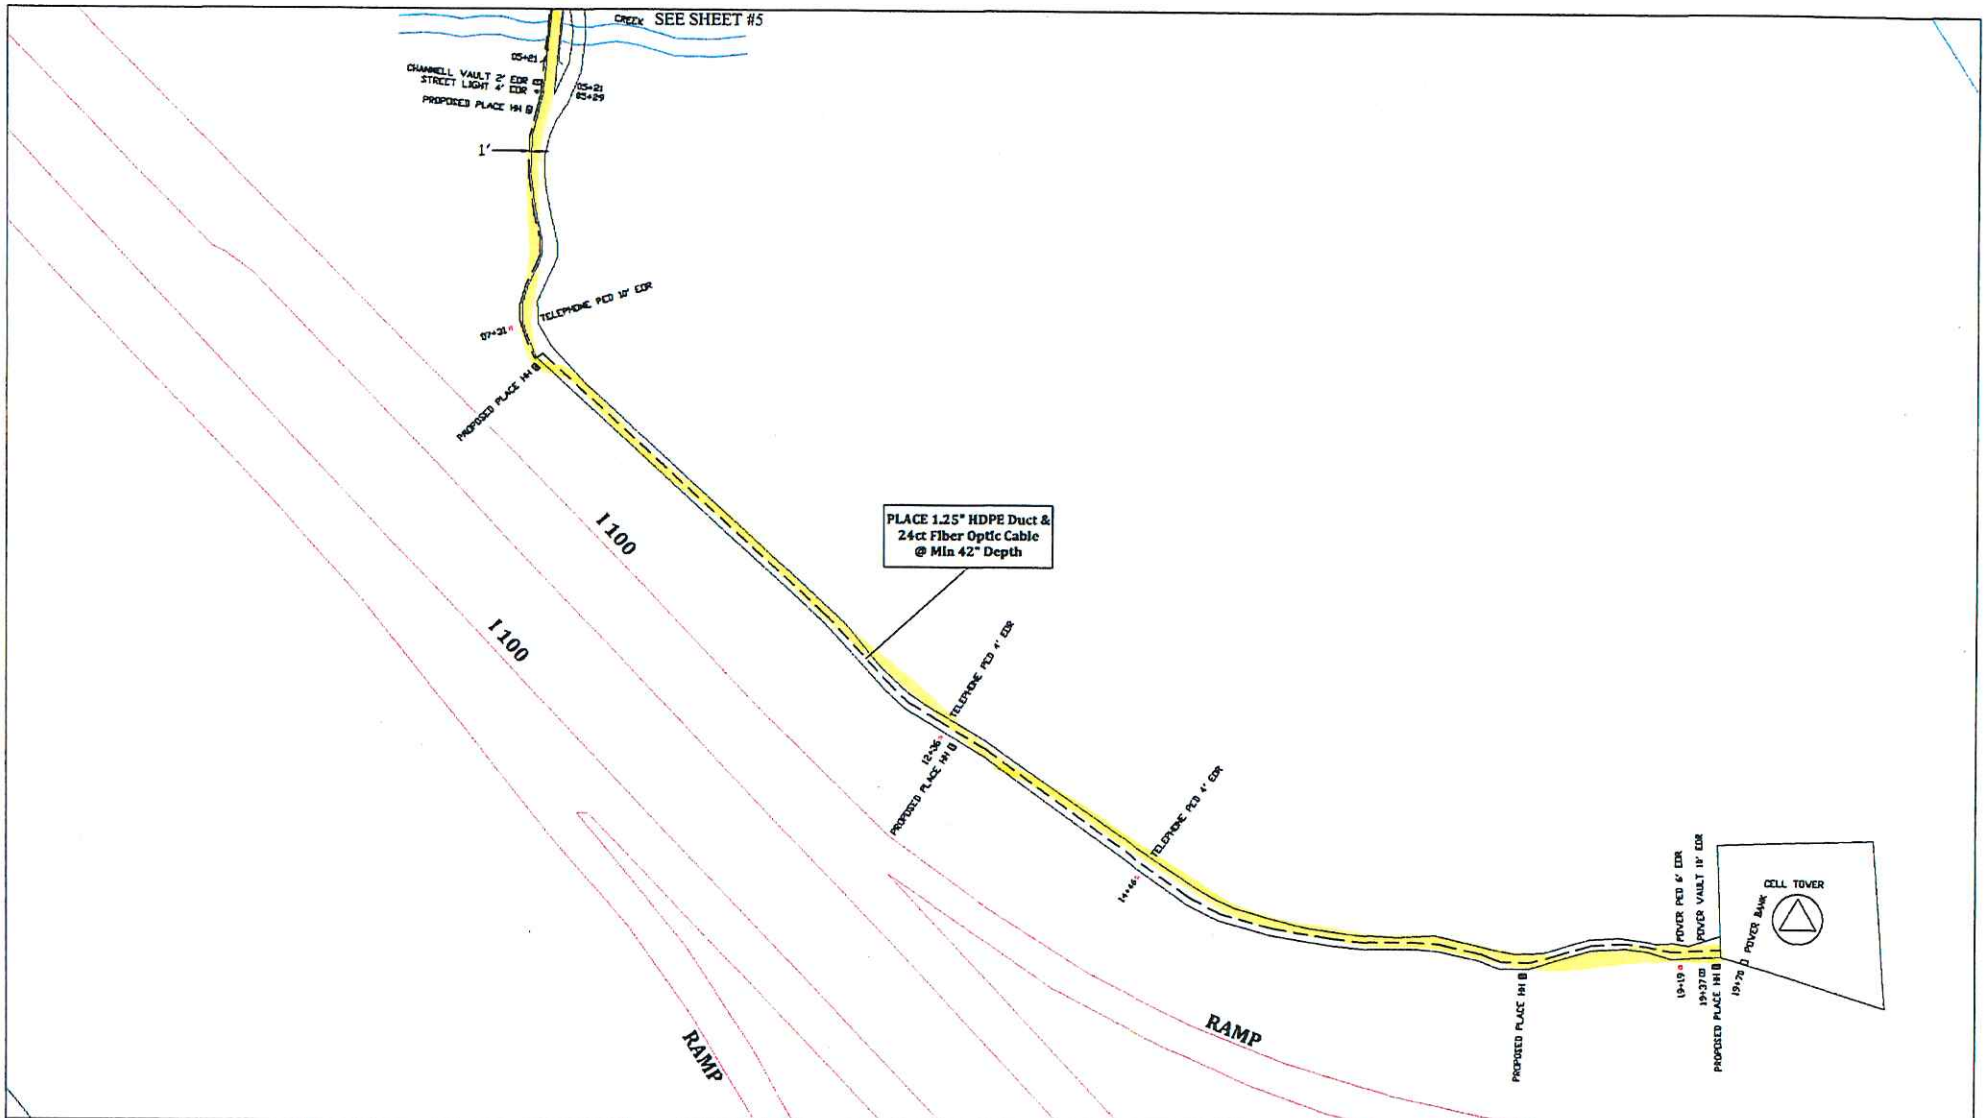 CREEK SEE SHEET #5
05+21
CHANNELL VAULT 2' EOR
STREET LIGHT 4' EOR
PROPOSED PLACE HH
05+21
05+29
1'
TELEPHONE PED 10' EOR
07+31
PROPOSED PLACE HH
I 100
I 100
PLACE 1.25" HDPE Duct &
24ct Fiber Optic Cable
@ Min 42" Depth
TELEPHONE PED 4' EOR
12+36
PROPOSED PLACE HH
TELEPHONE PED 4' EOR
14+46
RAMP
RAMP
PROPOSED PLACE HH
POWER PED 6' EOR
POWER VAULT 10' EOR
19+19
19+37
PROPOSED PLACE HH
19+70
POWER BANK
CELL TOWER